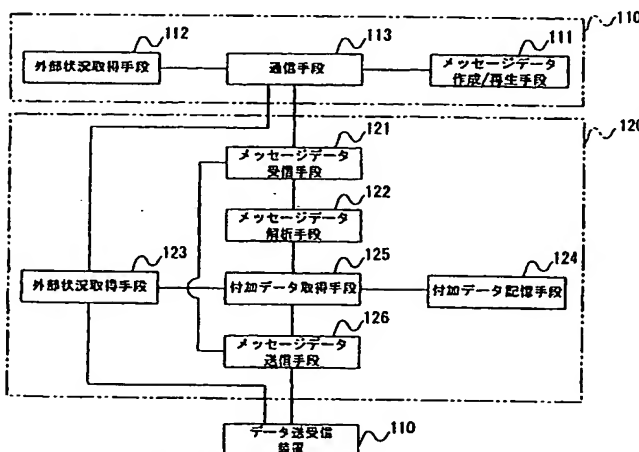 110
112
113
111
外部状況取得手段
通信手段
メッセージデータ
作成/再生手段
120
121
メッセージデータ
受信手段
122
メッセージデータ
解析手段
123
125
124
外部状況取得手段
付加データ取得手段
付加データ記憶手段
126
メッセージデータ
送信手段
データ送受信
装置
110